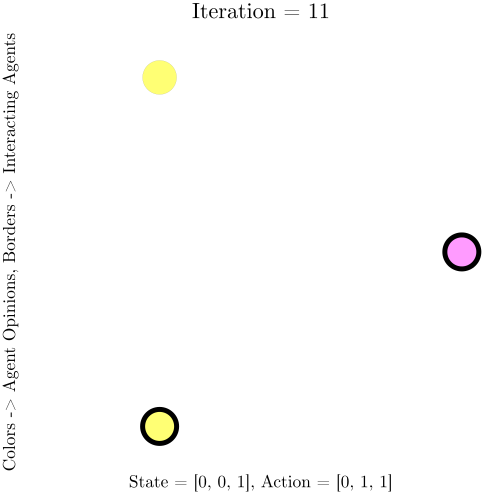 Iteration = 11
Colors -> Agent Opinions, Borders -> Interacting Agents
State = [0, 0, 1], Action = [0, 1, 1]